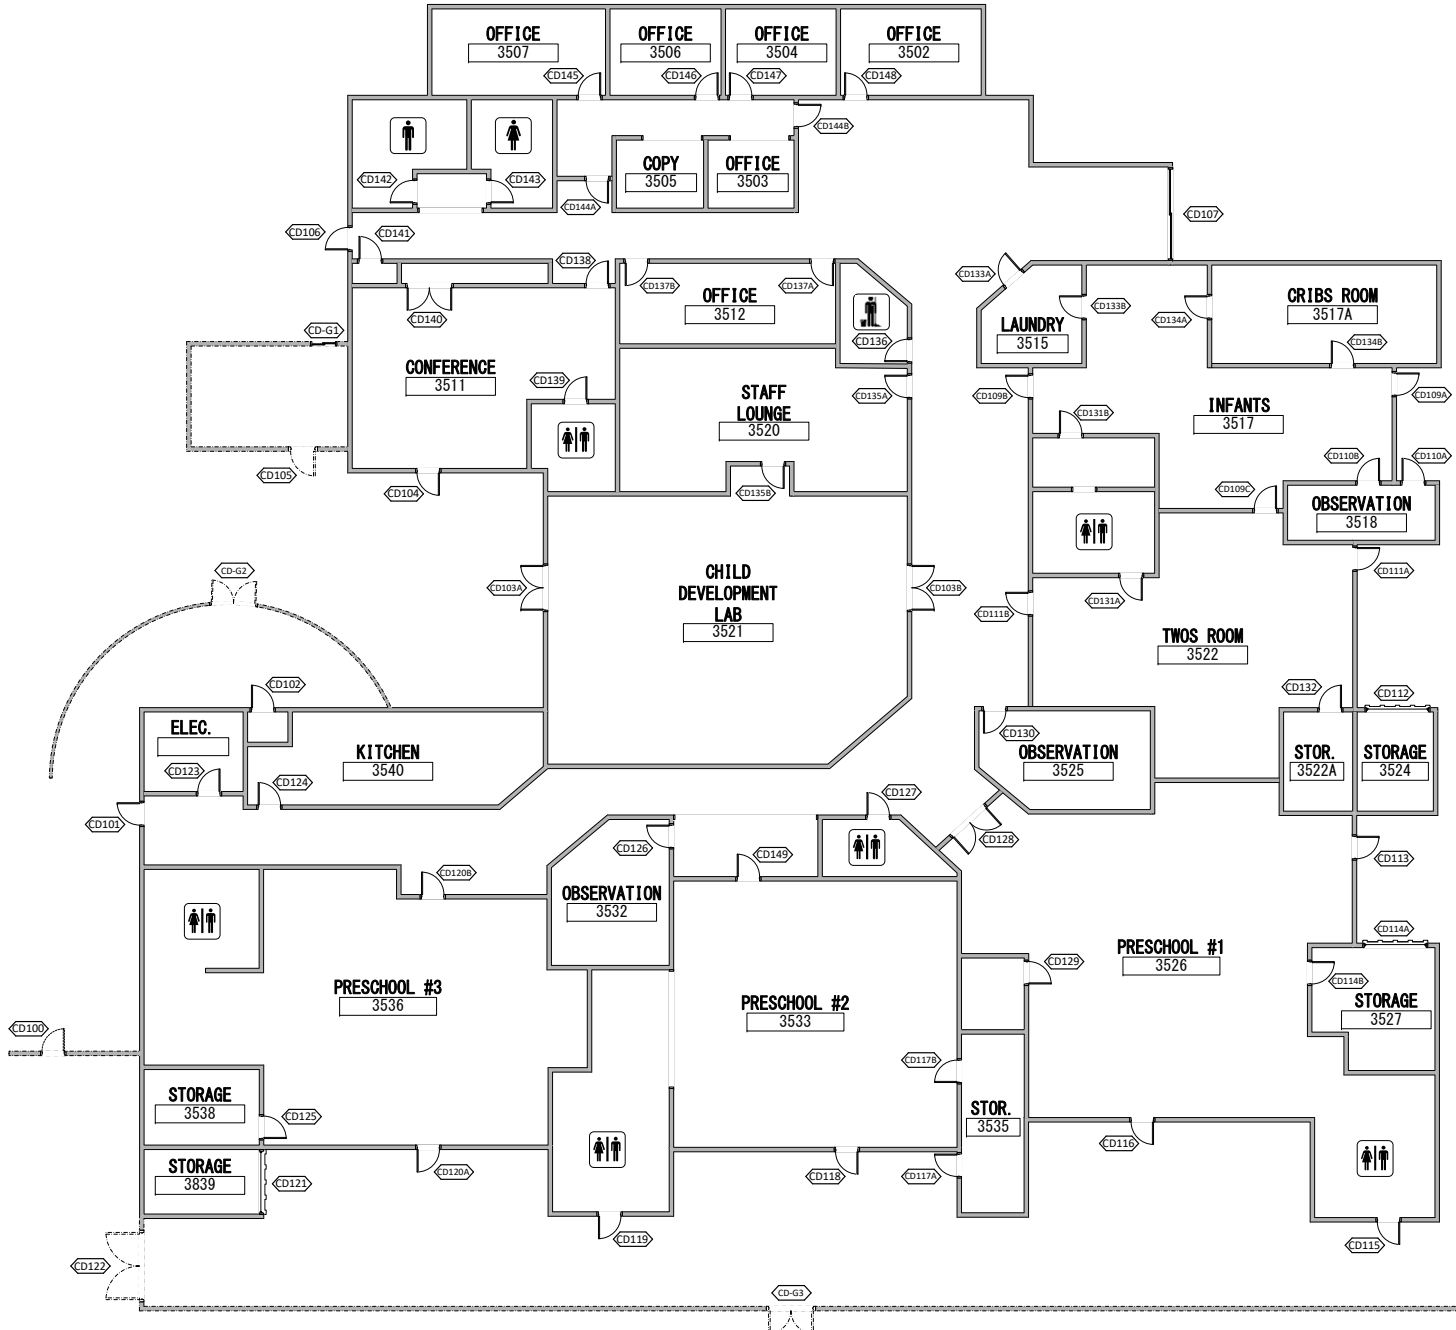 OFFICE
3507
OFFICE
3506
OFFICE
3504
OFFICE
3502
CD145
CD146
CD147
CD148
CD144B
COPY
3505
OFFICE
3503
CD142
CD143
CD144A
CD106
CD141
CD107
CD138
CD137B
CD137A
CD133A
OFFICE
3512
CD140
CD-G1
CD136
LAUNDRY
3515
CD133B
CD134A
CRIBS ROOM
3517A
CD134B
CONFERENCE
3511
CD139
STAFF
LOUNGE
3520
CD135A
CD109B
CD109A
INFANTS
3517
CD131B
CD105
CD104
CD135B
CD110B
CD110A
CD109C
OBSERVATION
3518
CD-G2
CD103A
CHILD
DEVELOPMENT
LAB
3521
CD103B
CD111A
CD111B
CD131A
TWOS ROOM
3522
CD102
CD132
CD112
ELEC.
KITCHEN
3540
CD123
CD124
CD130
OBSERVATION
3525
STOR.
3522A
STORAGE
3524
CD101
CD127
CD126
CD149
CD128
CD113
CD120B
OBSERVATION
3532
CD114A
PRESCHOOL #1
3526
CD129
CD114B
STORAGE
3527
PRESCHOOL #3
3536
PRESCHOOL #2
3533
CD100
CD117B
STORAGE
3538
CD125
STOR.
3535
CD116
STORAGE
3839
CD121
CD120A
CD118
CD117A
CD119
CD115
CD122
CD-G3